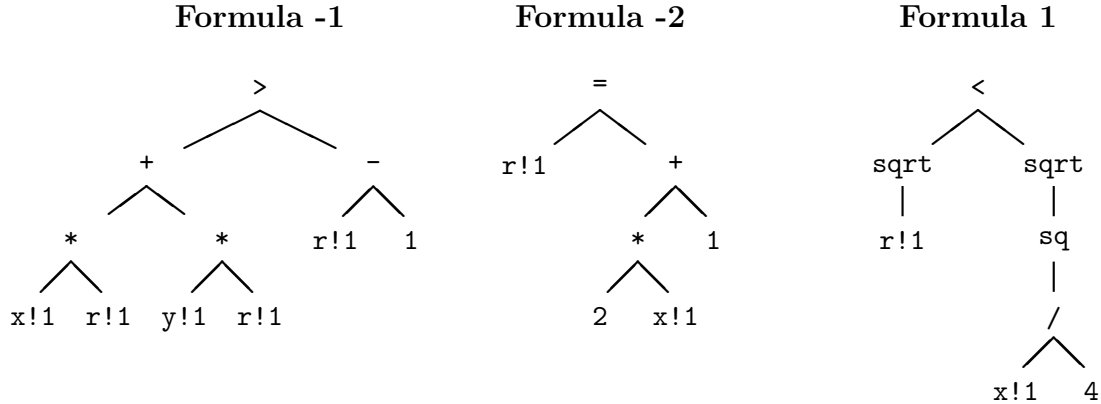 Formula -1 Formula -2 Formula 1
> = <
+ - r!1 + sqrt sqrt
* * r!1 1 * 1 r!1 sq
x!1 r!1 y!1 r!1 2 x!1 /
x!1 4